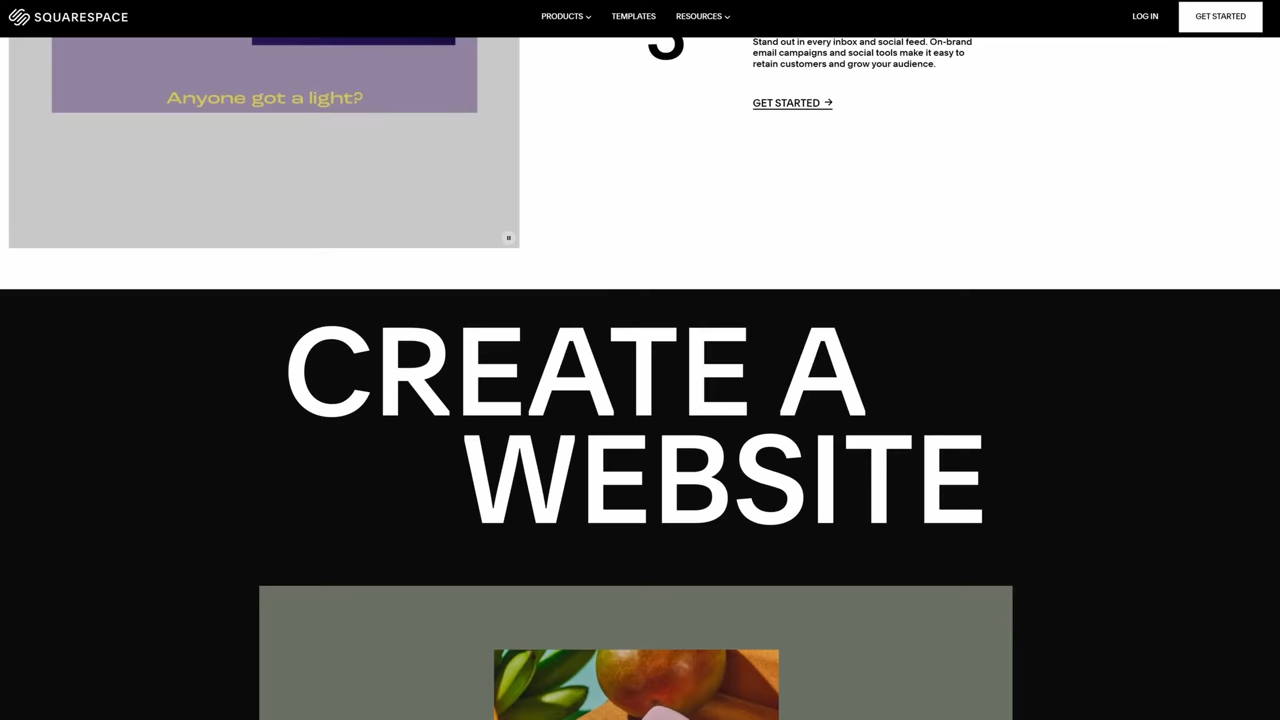 SQUARESPACE
PRODUCTS
TEMPLATES
RESOURCES
LOG IN
GET STARTED
Anyone got a light?
3
Stand out in every inbox and social feed. On-brand
email campaigns and social tools make it easy to
retain customers and grow your audience.
GET STARTED →
CREATE A
WEBSITE